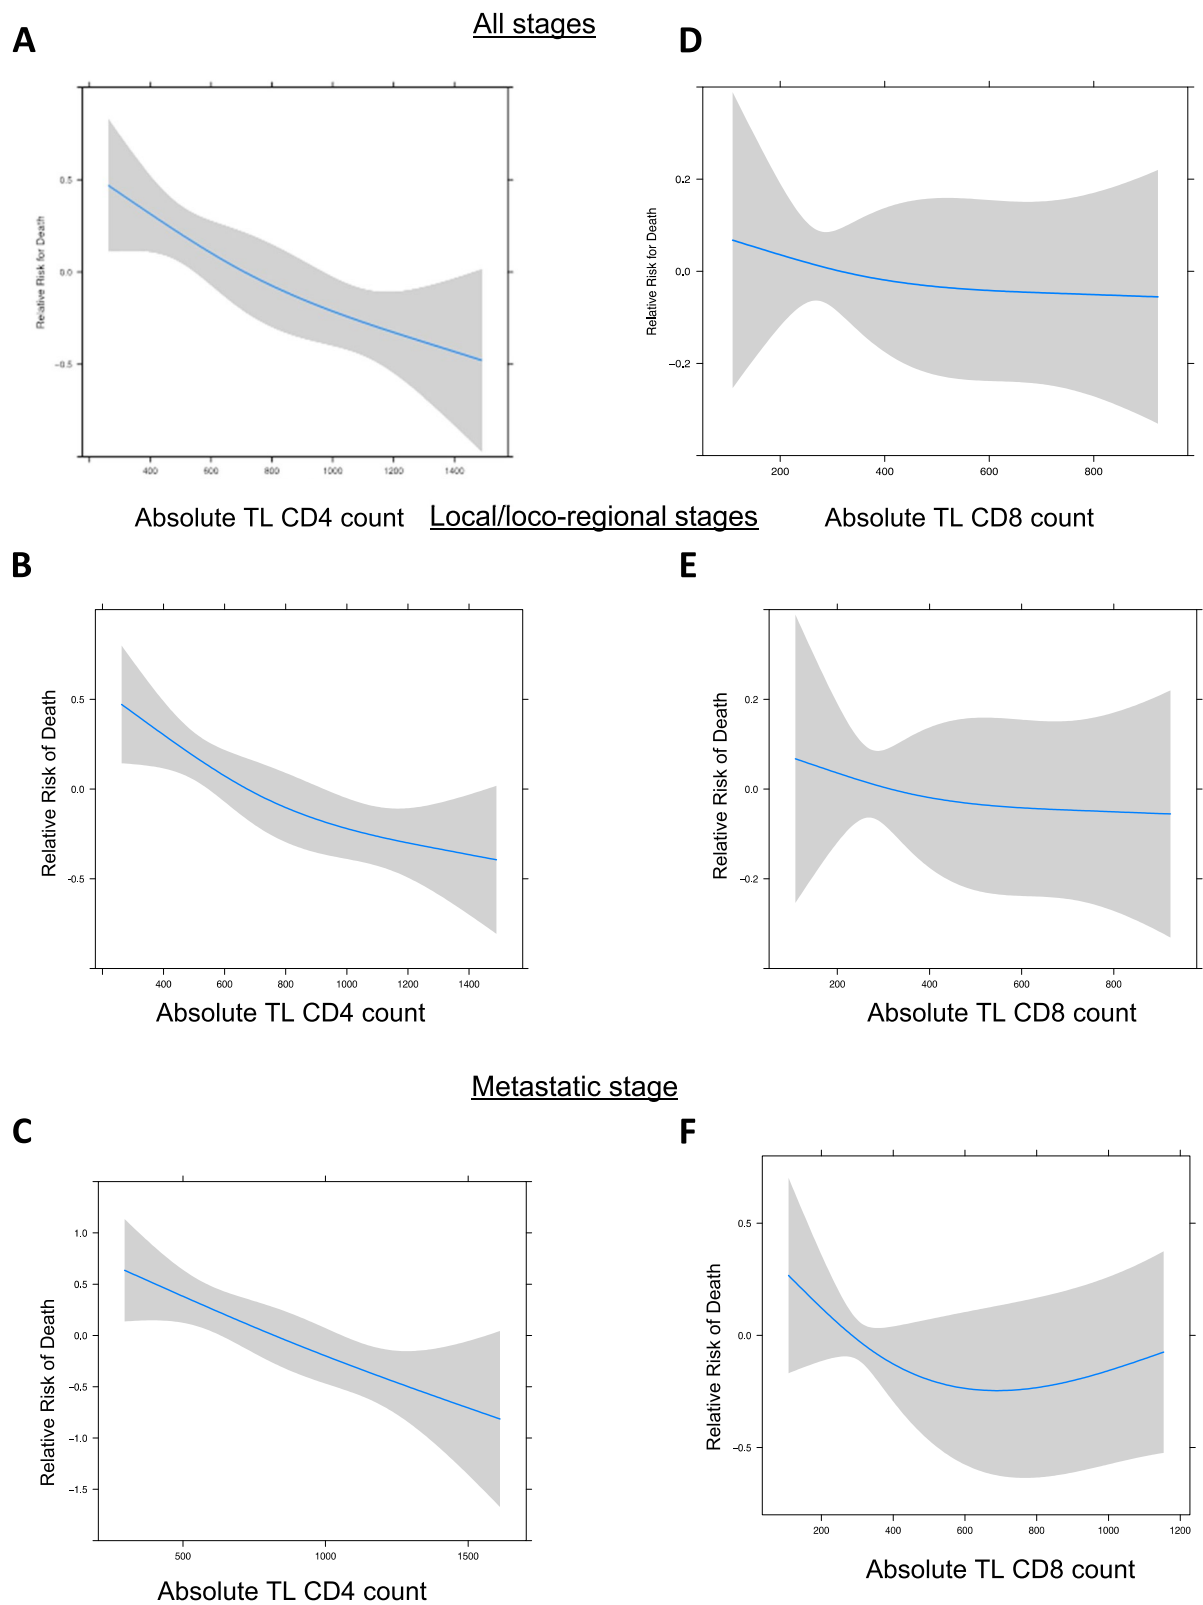 All stages
A
D
Relative Risk for Death
0.5
0.0
−0.5
400 600 800 1000 1200 1400
Absolute TL CD4 count
Relative Risk for Death
0.2
0.0
−0.2
200 400 600 800
Absolute TL CD8 count
Local/loco-regional stages
B
E
Relative Risk of Death
0.5
0.0
-0.5
400 600 800 1000 1200 1400
Absolute TL CD4 count
Relative Risk of Death
0.2
0.0
−0.2
200 400 600 800
Absolute TL CD8 count
Metastatic stage
C
F
Relative Risk of Death
1.0
0.5
0.0
−0.5
−1.0
−1.5
500 1000 1500
Absolute TL CD4 count
Relative Risk of Death
0.5
0.0
−0.5
200 400 600 800 1000 1200
Absolute TL CD8 count